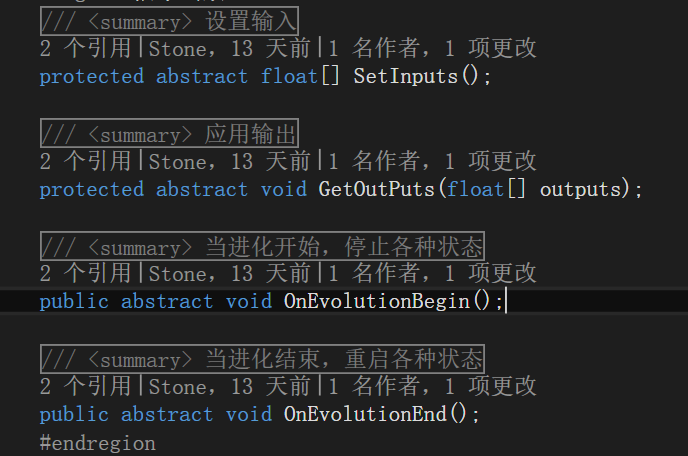 /// <summary> 设置输入
2 个引用|Stone，13 天前|1 名作者，1 项更改
protected abstract float[] SetInputs();
/// <summary> 应用输出
2 个引用|Stone，13 天前|1 名作者，1 项更改
protected abstract void GetOutPuts(float[] outputs);
/// <summary> 当进化开始，停止各种状态
2 个引用|Stone，13 天前|1 名作者，1 项更改
public abstract void OnEvolutionBegin();
/// <summary> 当进化结束，重启各种状态
2 个引用|Stone，13 天前|1 名作者，1 项更改
public abstract void OnEvolutionEnd();
#endregion